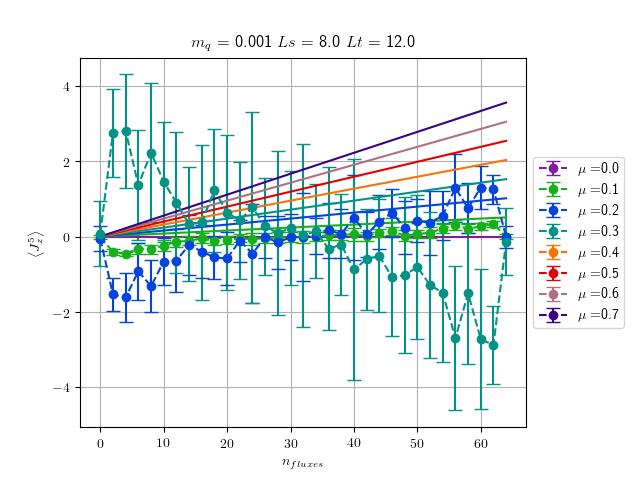 m_q = 0.001 Ls = 8.0 Lt = 12.0
⟨J_z^5⟩
4
2
0
−2
−4
0 10 20 30 40 50 60
n_fluxes
μ =0.0
μ =0.1
μ =0.2
μ =0.3
μ =0.4
μ =0.5
μ =0.6
μ =0.7